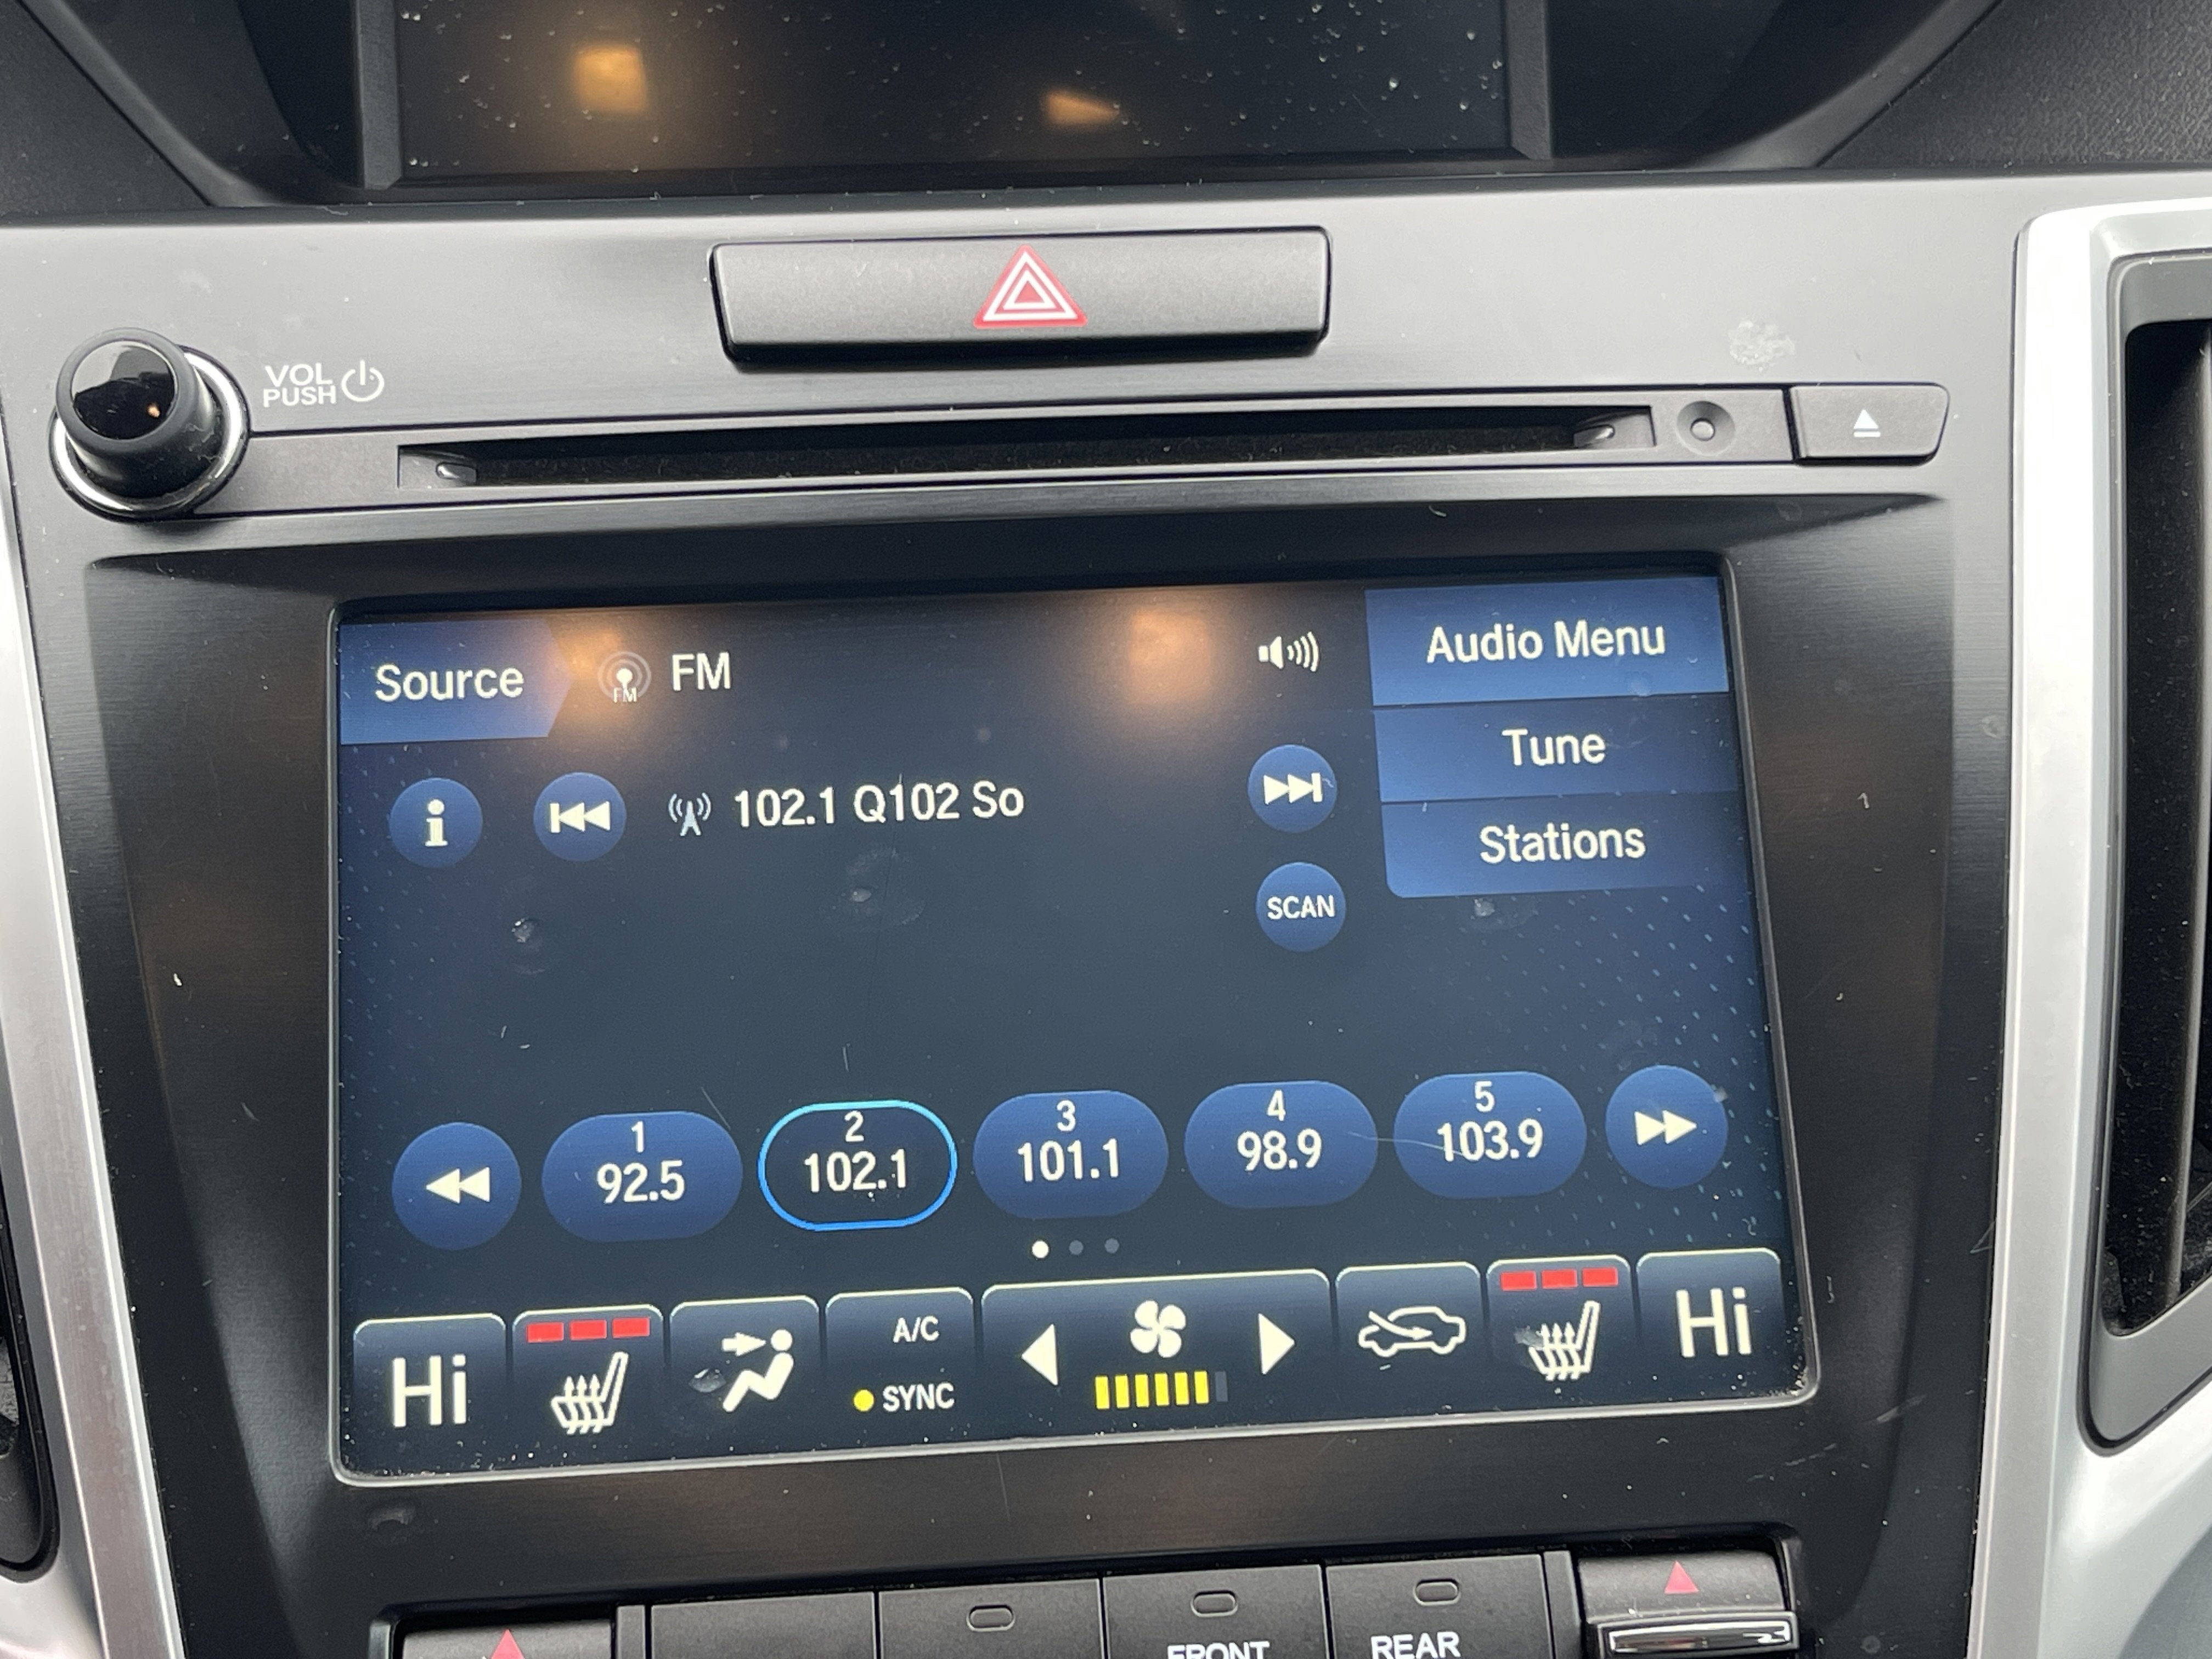 VOL
PUSH
Source
FM
FM
Audio Menu
Tune
Stations
i
102.1 Q102 So
SCAN
1
92.5
2
102.1
3
101.1
4
98.9
5
103.9
Hi
A/C
SYNC
Hi
FRONT
REAR